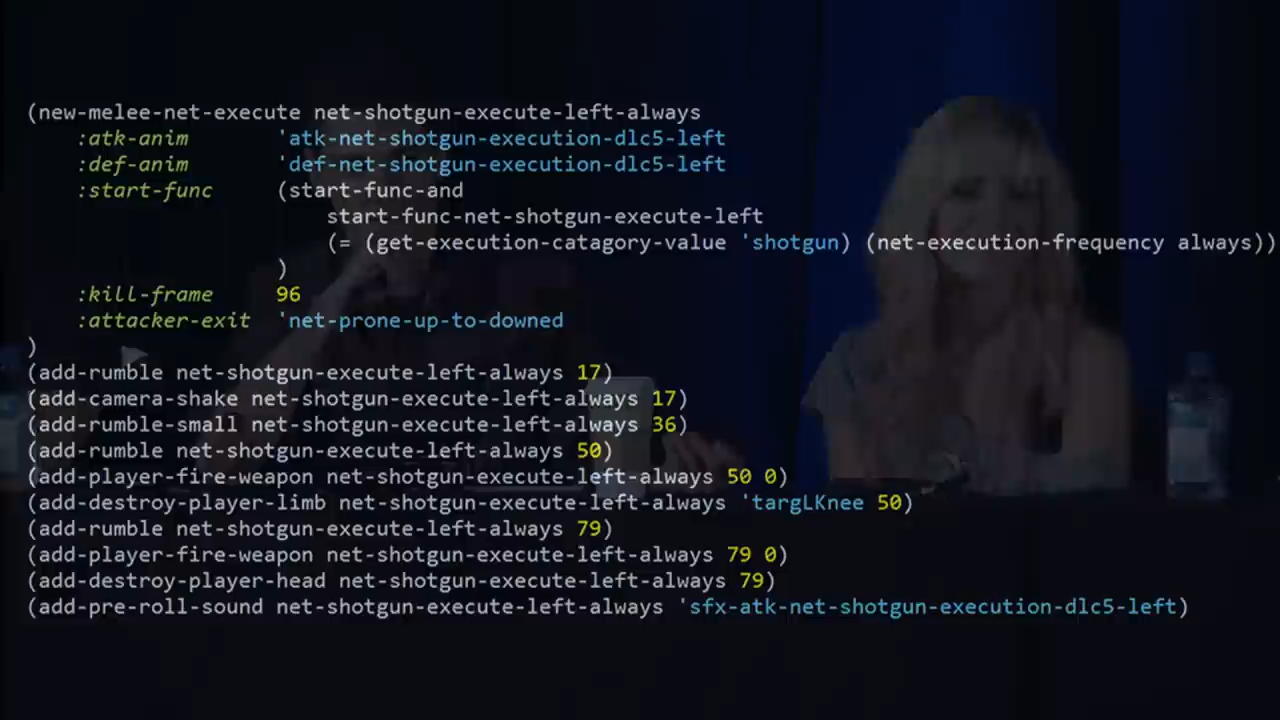 (new-melee-net-execute net-shotgun-execute-left-always
:atk-anim 'atk-net-shotgun-execution-dlc5-left
:def-anim 'def-net-shotgun-execution-dlc5-left
:start-func (start-func-and
start-func-net-shotgun-execute-left
(= (get-execution-catagory-value 'shotgun) (net-execution-frequency always))
)
:kill-frame 96
:attacker-exit 'net-prone-up-to-downed
)
(add-rumble net-shotgun-execute-left-always 17)
(add-camera-shake net-shotgun-execute-left-always 17)
(add-rumble-small net-shotgun-execute-left-always 36)
(add-rumble net-shotgun-execute-left-always 50)
(add-player-fire-weapon net-shotgun-execute-left-always 50 0)
(add-destroy-player-limb net-shotgun-execute-left-always 'targLKnee 50)
(add-rumble net-shotgun-execute-left-always 79)
(add-player-fire-weapon net-shotgun-execute-left-always 79 0)
(add-destroy-player-head net-shotgun-execute-left-always 79)
(add-pre-roll-sound net-shotgun-execute-left-always 'sfx-atk-net-shotgun-execution-dlc5-left)